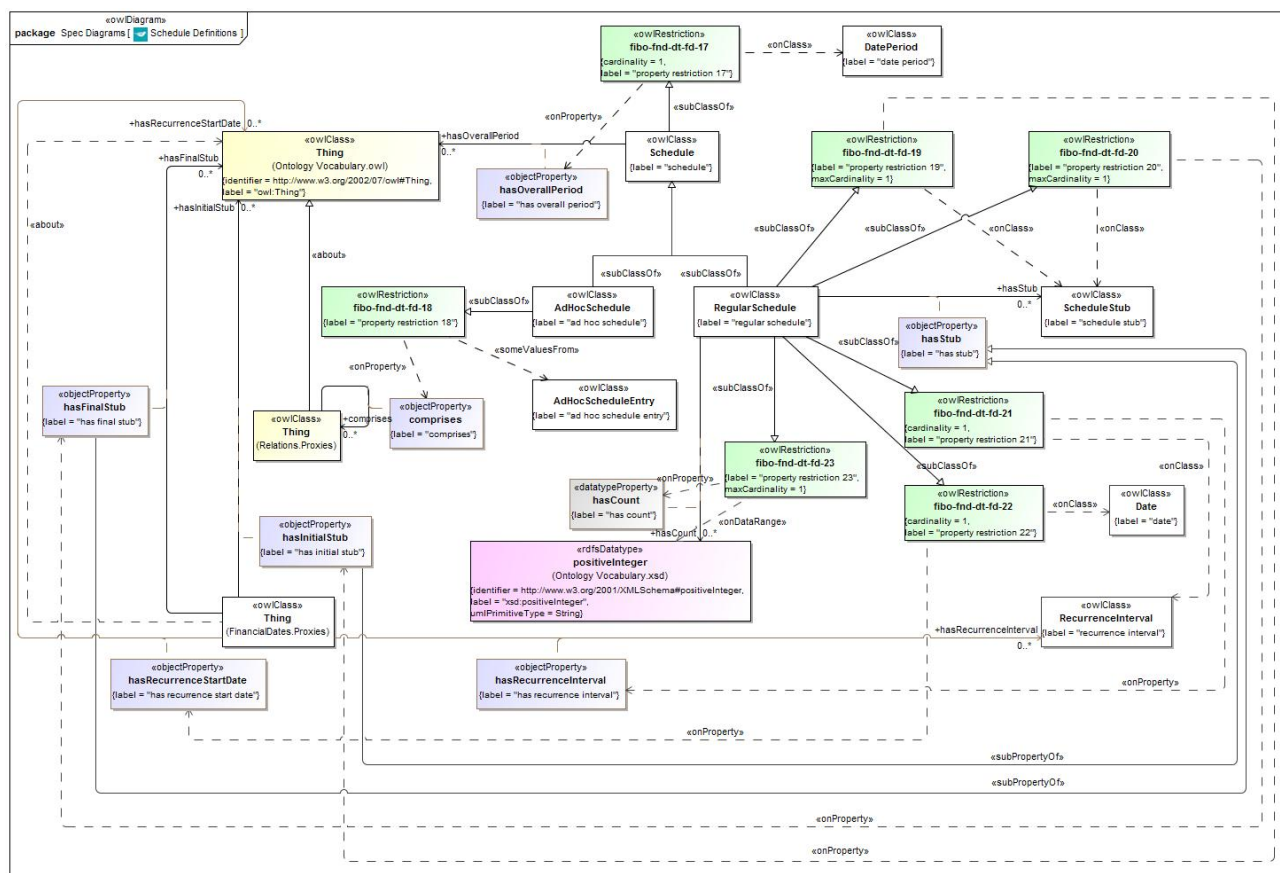 «owlDiagram»
package Spec Diagrams [ Schedule Definitions ]
«owlRestriction»
fibo-fnd-dt-fd-17
{cardinality = 1,
label = "property restriction 17"}
«onClass»
«owlClass»
DatePeriod
{label = "date period"}
«subClassOf»
«onProperty»
+hasRecurrenceStartDate 0..*
+hasFinalStub
0..*
+hasInitialStub 0..*
«about»
«owlClass»
Thing
(Ontology Vocabulary.owl)
{identifier = http://www.w3.org/2002/07/owl#Thing,
label = "owl:Thing"}
+hasOverallPeriod
0..*
«owlClass»
Schedule
{label = "schedule"}
«objectProperty»
hasOverallPeriod
{label = "has overall period"}
«owlRestriction»
fibo-fnd-dt-fd-19
{label = "property restriction 19",
maxCardinality = 1}
«owlRestriction»
fibo-fnd-dt-fd-20
{label = "property restriction 20",
maxCardinality = 1}
«about»
«subClassOf»
«subClassOf»
«onClass»
«onClass»
«subClassOf»
«subClassOf»
«owlRestriction»
fibo-fnd-dt-fd-18
{label = "property restriction 18"}
«subClassOf»
«owlClass»
AdHocSchedule
{label = "ad hoc schedule"}
«owlClass»
RegularSchedule
{label = "regular schedule"}
+hasStub
0..*
«owlClass»
ScheduleStub
{label = "schedule stub"}
«objectProperty»
hasStub
{label = "has stub"}
«someValuesFrom»
«onProperty»
«subClassOf»
«subClassOf»
«objectProperty»
hasFinalStub
{label = "has final stub"}
«owlClass»
Thing
(Relations.Proxies)
+comprises
0..*
«objectProperty»
comprises
{label = "comprises"}
«owlClass»
AdHocScheduleEntry
{label = "ad hoc schedule entry"}
«owlRestriction»
fibo-fnd-dt-fd-21
{cardinality = 1,
label = "property restriction 21"}
«owlRestriction»
fibo-fnd-dt-fd-23
{label = "property restriction 23",
maxCardinality = 1}
«onProperty»
«subClassOf»
«onClass»
«datatypeProperty»
hasCount
{label = "has count"}
«owlRestriction»
fibo-fnd-dt-fd-22
{cardinality = 1,
label = "property restriction 22"}
«onClass»
«owlClass»
Date
{label = "date"}
«onDataRange»
+hasCount 0..*
«objectProperty»
hasInitialStub
{label = "has initial stub"}
«rdfsDatatype»
positiveInteger
(Ontology Vocabulary.xsd)
{identifier = http://www.w3.org/2001/XMLSchema#positiveInteger,
label = "xsd:positiveInteger",
umlPrimitiveType = String}
«owlClass»
Thing
(FinancialDates.Proxies)
+hasRecurrenceInterval
0..*
«owlClass»
RecurrenceInterval
{label = "recurrence interval"}
«objectProperty»
hasRecurrenceStartDate
{label = "has recurrence start date"}
«objectProperty»
hasRecurrenceInterval
{label = "has recurrence interval"}
«onProperty»
«onProperty»
«subPropertyOf»
«subPropertyOf»
«onProperty»
«onProperty»